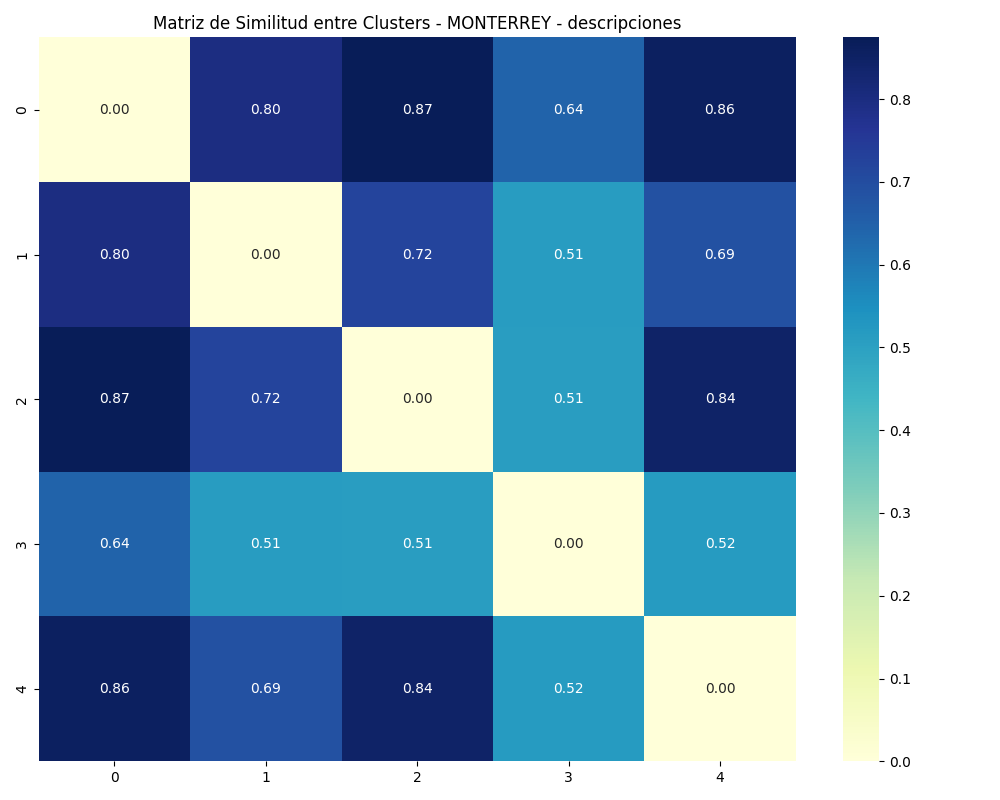 Matriz de Similitud entre Clusters - MONTERREY - descripciones
0 0.00 0.80 0.87 0.64 0.86
1 0.80 0.00 0.72 0.51 0.69
2 0.87 0.72 0.00 0.51 0.84
3 0.64 0.51 0.51 0.00 0.52
4 0.86 0.69 0.84 0.52 0.00
0 1 2 3 4
0.8
0.7
0.6
0.5
0.4
0.3
0.2
0.1
0.0